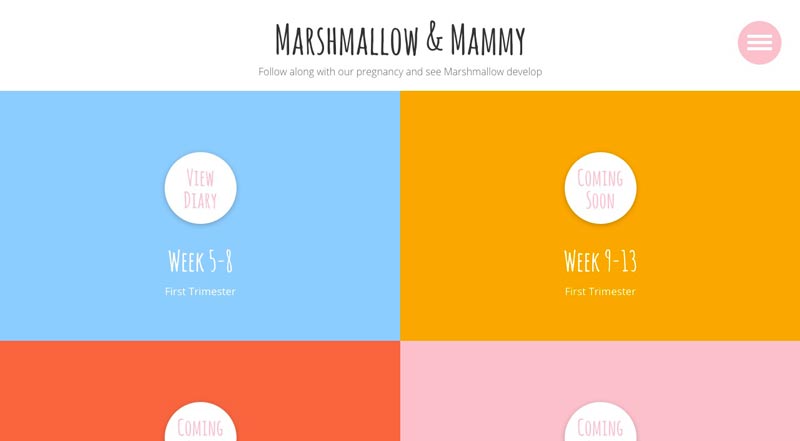 Marshmallow & Mammy
Follow along with our pregnancy and see Marshmallow develop
View
Diary
Week 5-8
First Trimester
Coming
Soon
Week 9-13
First Trimester
Coming
Coming